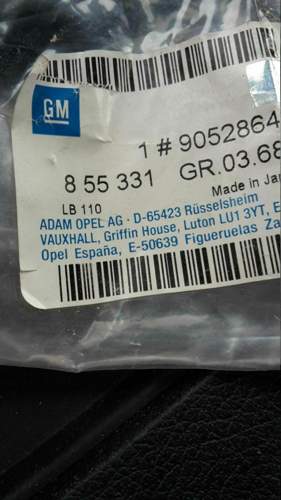 GM
1 # 9052864
8 55 331 GR.03.68
LB 110 Made in Jap
ADAM OPEL AG · D-65423 Rüsselsheim
VAUXHALL, Griffin House, Luton LU1 3YT, E
Opel España, E-50639 Figueruelas Za